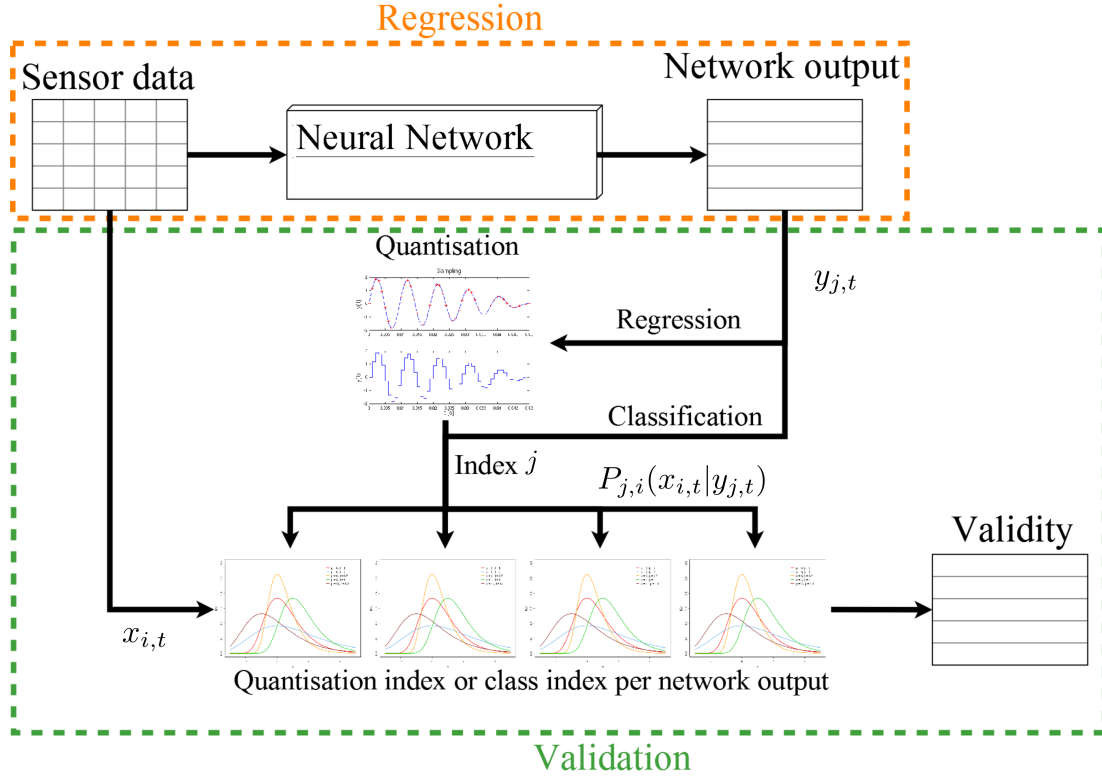 Regression
Sensor data
Network output
Neural Network
Quantisation
Sampling
y_{j,t}
Regression
Classification
Index j
P_{j,i}(x_{i,t}|y_{j,t})
Validity
x_{i,t}
Quantisation index or class index per network output
Validation